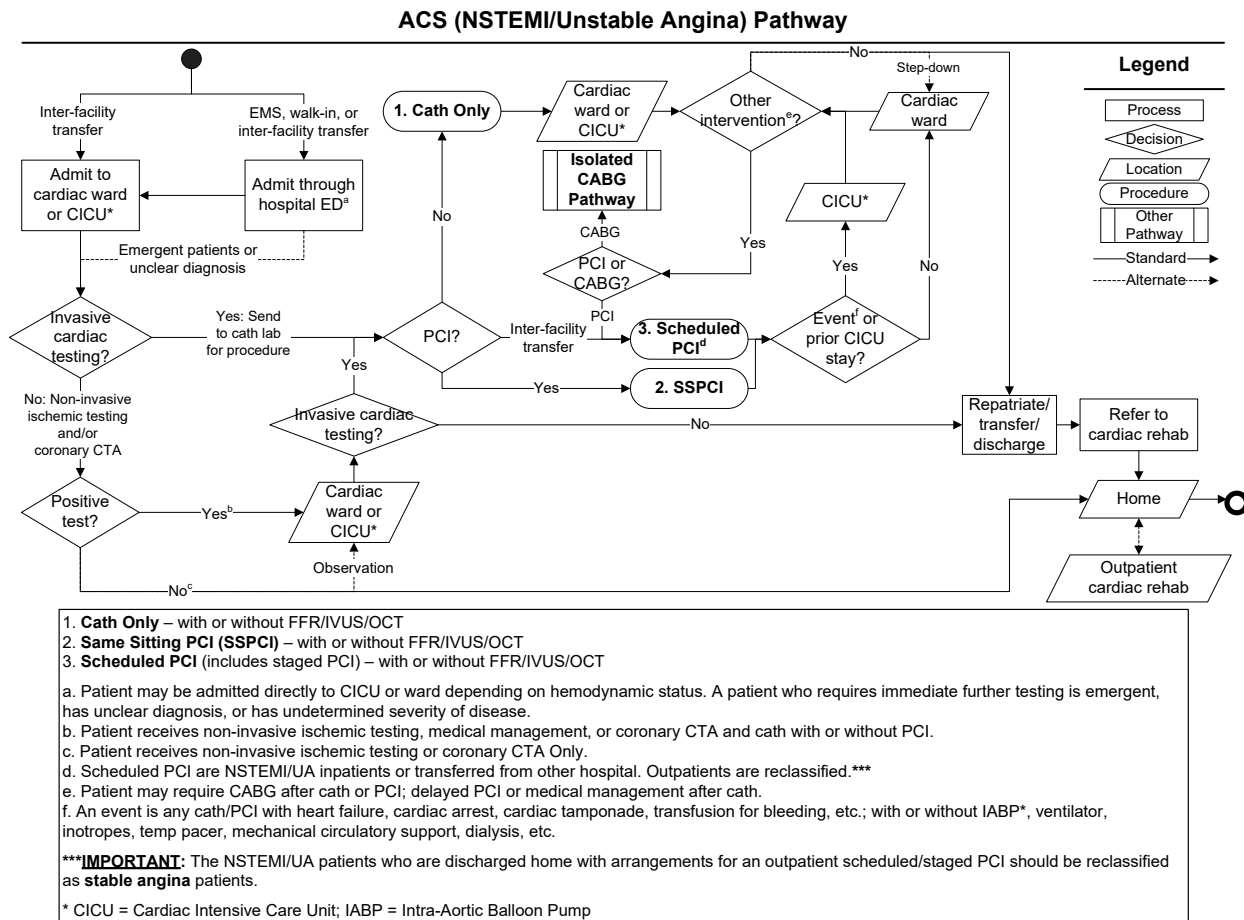 ACS (NSTEMI/Unstable Angina) Pathway
Inter-facility
transfer
EMS, walk-in, or
inter-facility transfer
Admit to
cardiac ward
or CICU*
Admit through
hospital EDa
Emergent patients or
unclear diagnosis
Invasive
cardiac
testing?
Yes: Send
to cath lab
for procedure
No: Non-invasive
ischemic testing
and/or
coronary CTA
Positive
test?
Yesb
Noc
Observation
Cardiac
ward or
CICU*
Invasive cardiac
testing?
Yes
No
PCI?
No
Inter-facility
transfer
Yes
1. Cath Only
Cardiac
ward or
CICU*
Other
interventione?
No
Step-down
Cardiac
ward
Isolated
CABG
Pathway
CABG
PCI or
CABG?
PCI
Yes
3. Scheduled
PCId
2. SSPCI
CICU*
Yes
No
Eventf or
prior CICU
stay?
Repatriate/
transfer/
discharge
Refer to
cardiac rehab
Home
Outpatient
cardiac rehab
Legend
Process
Decision
Location
Procedure
Other
Pathway
Standard
Alternate
1. Cath Only – with or without FFR/IVUS/OCT
2. Same Sitting PCI (SSPCI) – with or without FFR/IVUS/OCT
3. Scheduled PCI (includes staged PCI) – with or without FFR/IVUS/OCT
a. Patient may be admitted directly to CICU or ward depending on hemodynamic status. A patient who requires immediate further testing is emergent,
has unclear diagnosis, or has undetermined severity of disease.
b. Patient receives non-invasive ischemic testing, medical management, or coronary CTA and cath with or without PCI.
c. Patient receives non-invasive ischemic testing or coronary CTA Only.
d. Scheduled PCI are NSTEMI/UA inpatients or transferred from other hospital. Outpatients are reclassified.***
e. Patient may require CABG after cath or PCI; delayed PCI or medical management after cath.
f. An event is any cath/PCI with heart failure, cardiac arrest, cardiac tamponade, transfusion for bleeding, etc.; with or without IABP*, ventilator,
inotropes, temp pacer, mechanical circulatory support, dialysis, etc.
***IMPORTANT: The NSTEMI/UA patients who are discharged home with arrangements for an outpatient scheduled/staged PCI should be reclassified
as stable angina patients.
* CICU = Cardiac Intensive Care Unit; IABP = Intra-Aortic Balloon Pump